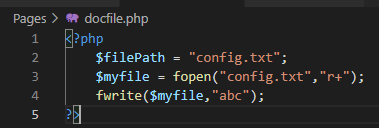 Pages > docfile.php
1 <?php
2 $filePath = "config.txt";
3 $myfile = fopen("config.txt","r+");
4 fwrite($myfile,"abc");
5 ?>